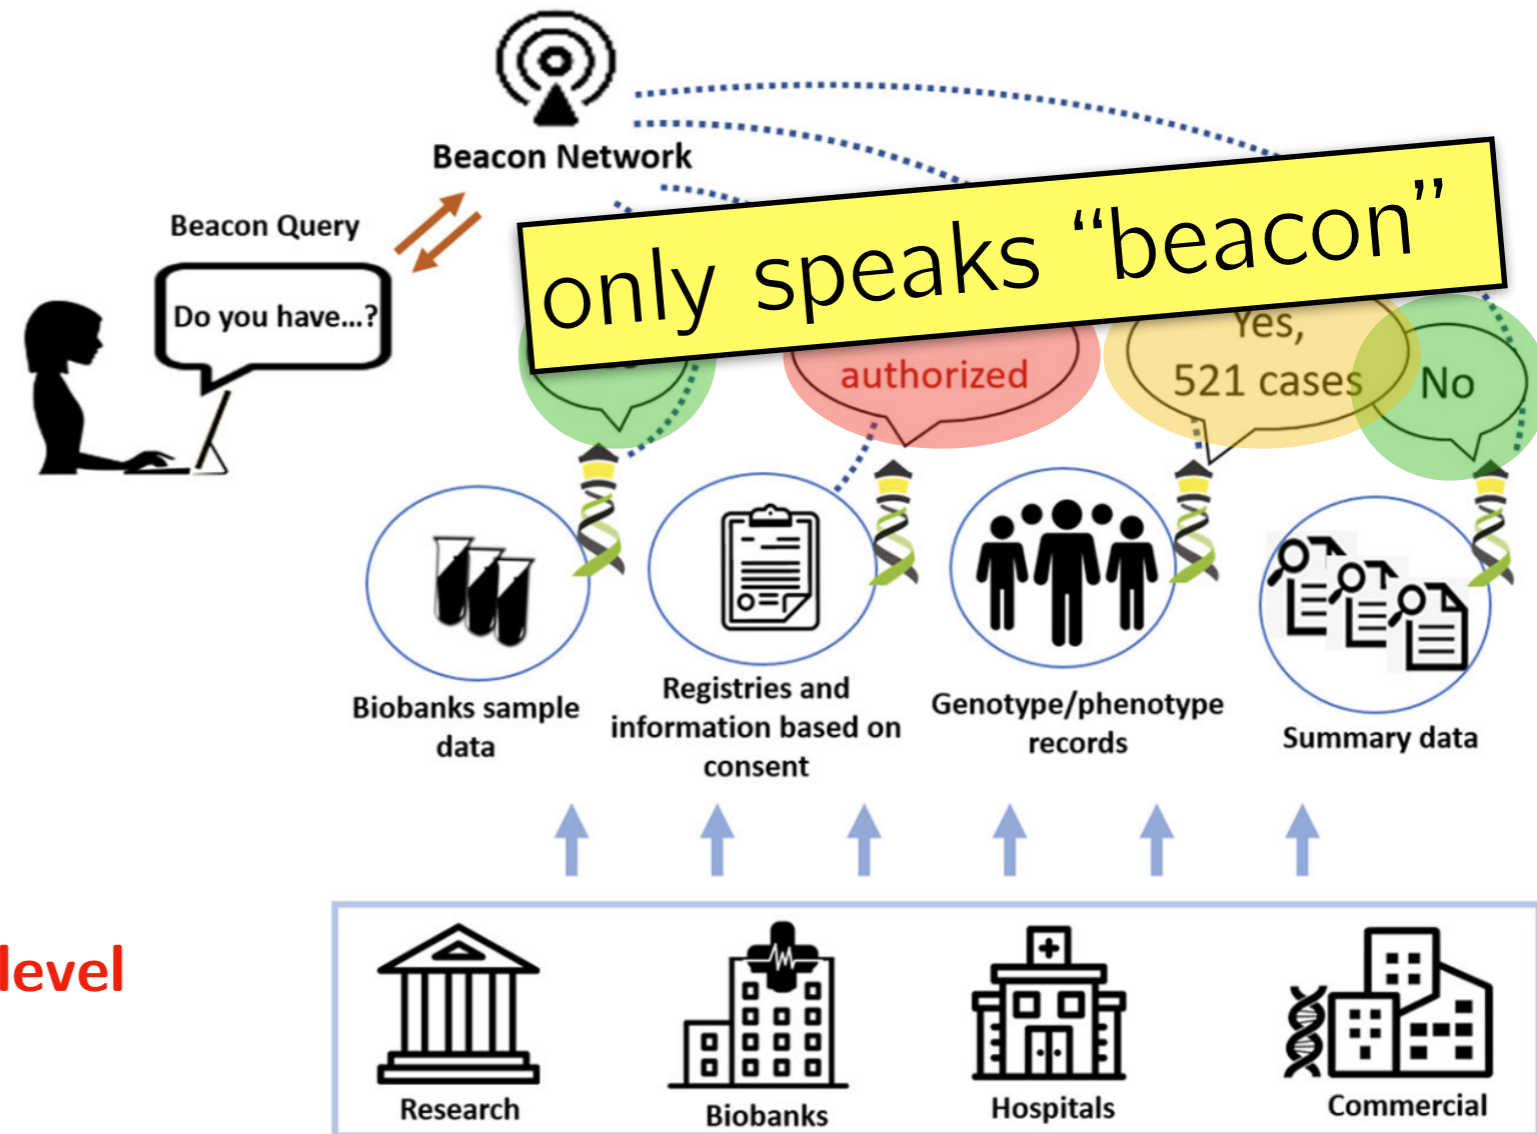 Beacon Network
Beacon Query
Do you have...?
only speaks “beacon”
authorized
Yes,
521 cases
No
Biobanks sample
data
Registries and
information based on
consent
Genotype/phenotype
records
Summary data
level
Research
Biobanks
Hospitals
Commercial